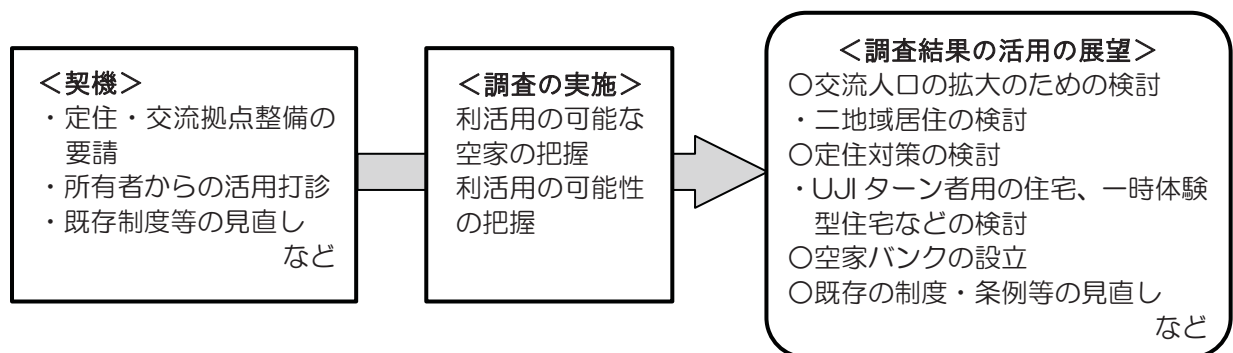 ＜契機＞
・定住・交流拠点整備の
要請
・所有者からの活用打診
・既存制度等の見直し
など
＜調査の実施＞
利活用の可能な
空家の把握
利活用の可能性
の把握
＜調査結果の活用の展望＞
○交流人口の拡大のための検討
・二地域居住の検討
○定住対策の検討
・UJIターン者用の住宅、一時体験
型住宅などの検討
○空家バンクの設立
○既存の制度・条例等の見直し
など